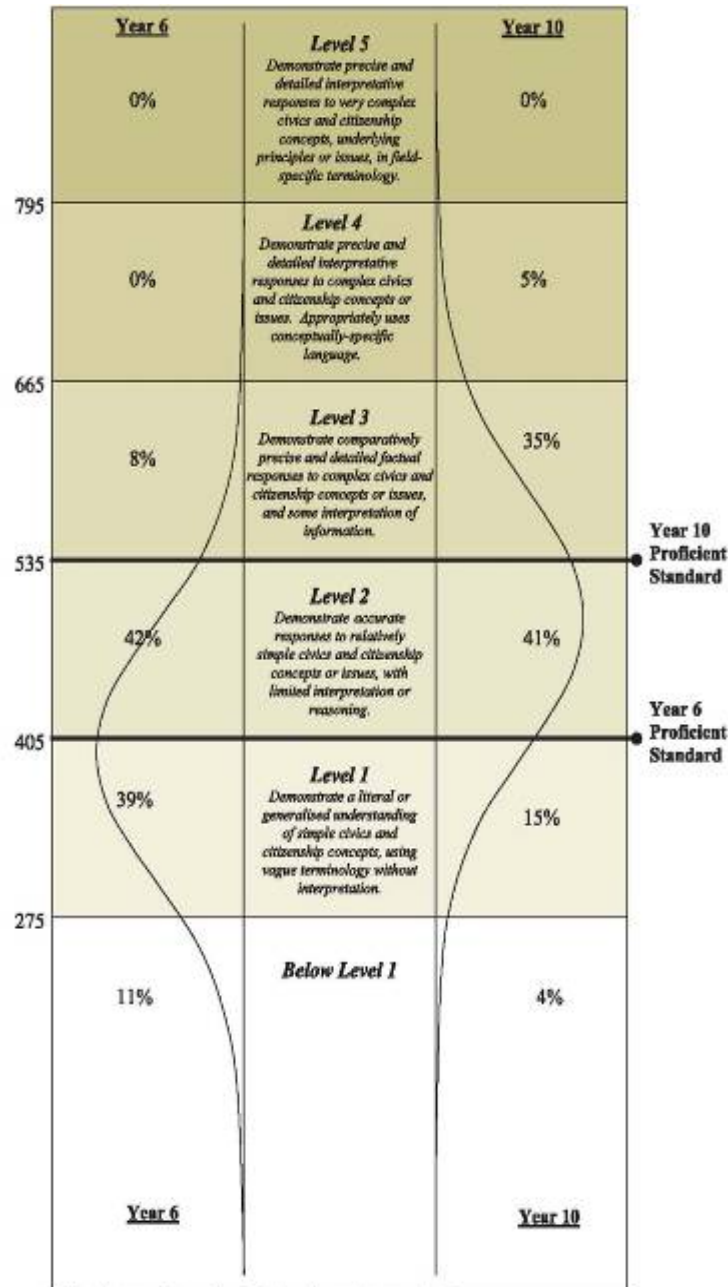 Year 6
Level 5
Year 10
Demonstrate precise and
detailed interpretative
responses to very complex
civics and citizenship
concepts, underlying
principles or issues, in field-
specific terminology.
0%
0%
795
Level 4
Demonstrate precise and
detailed interpretative
responses to complex civics
and citizenship concepts or
issues. Appropriately uses
conceptually-specific
language.
0%
5%
665
Level 3
Demonstrate comparatively
precise and detailed factual
responses to complex civics and
citizenship concepts or issues,
and some interpretation of
information.
8%
35%
535
Year 10
Proficient
Standard
Level 2
Demonstrate accurate
responses to relatively
simple civics and citizenship
concepts or issues, with
limited interpretation or
reasoning.
42%
41%
405
Year 6
Proficient
Standard
Level 1
Demonstrate a literal or
generalised understanding
of simple civics and
citizenship concepts, using
vague terminology without
interpretation.
39%
15%
275
Below Level 1
11%
4%
Year 6
Year 10